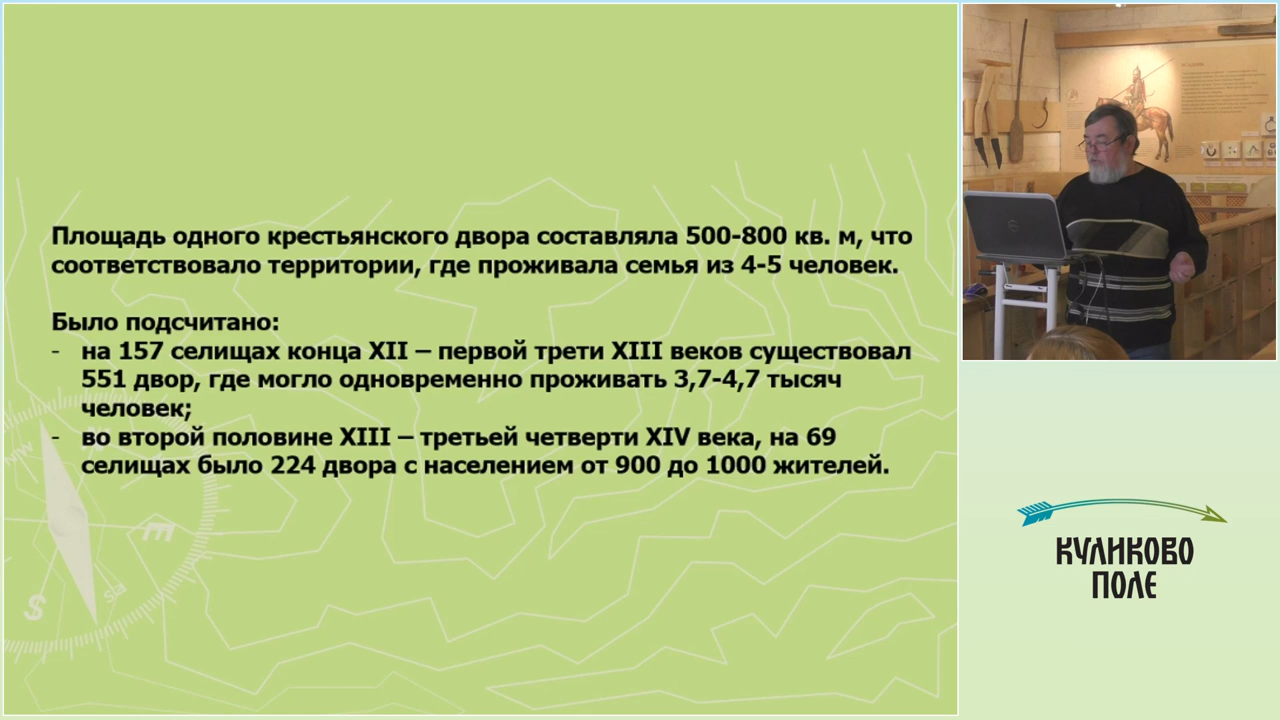 Площадь одного крестьянского двора составляла 500-800 кв. м, что
соответствовало территории, где проживала семья из 4-5 человек.
Было подсчитано:
- на 157 селищах конца XII – первой трети XIII веков существовал
551 двор, где могло одновременно проживать 3,7-4,7 тысяч
человек;
- во второй половине XIII – третьей четверти XIV века, на 69
селищах было 224 двора с населением от 900 до 1000 жителей.
NW
E
S
SE
КУЛИКОВО
ПОЛЕ